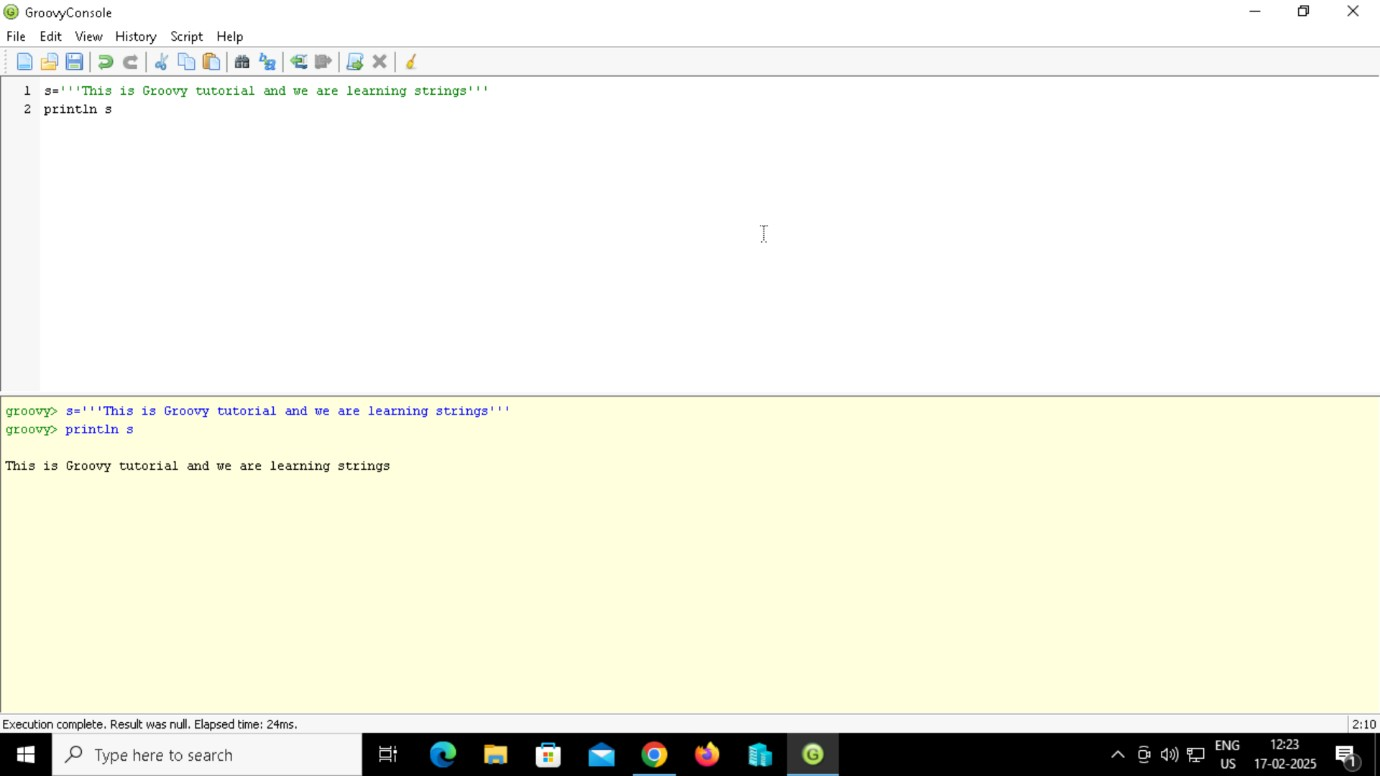 GroovyConsole
File Edit View History Script Help
1 s='''This is Groovy tutorial and we are learning strings'''
2 println s
groovy> s='''This is Groovy tutorial and we are learning strings'''
groovy> println s
This is Groovy tutorial and we are learning strings
Execution complete. Result was null. Elapsed time: 24ms.
2:10
Type here to search
ENG
US
12:23
17-02-2025
1